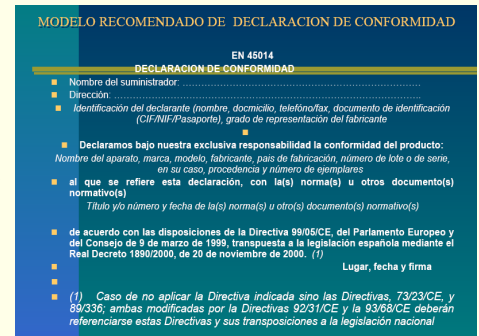 MODELO RECOMENDADO DE DECLARACION DE CONFORMIDAD
EN 45014
DECLARACION DE CONFORMIDAD
Nombre del suministrador: ……………………………………………………………
Dirección: ……………………………………………………………………………
Identificación del declarante (nombre, docmicilio, telefóno/fax, documento de identificación
(CIF/NIF/Pasaporte), grado de representación del fabricante
Declaramos bajo nuestra exclusiva responsabilidad la conformidad del producto:
Nombre del aparato, marca, modelo, fabricante, pais de fabricación, número de lote o de serie,
en su caso, procedencia y número de ejemplares
al que se refiere esta declaración, con la(s) norma(s) u otros documento(s)
normativo(s)
Título y/o número y fecha de la(s) norma(s) u otro(s) documento(s) normativo(s)
de acuerdo con las disposiciones de la Directiva 99/05/CE, del Parlamento Europeo y
del Consejo de 9 de marzo de 1999, transpuesta a la legislación española mediante el
Real Decreto 1890/2000, de 20 de noviembre de 2000. (1)
Lugar, fecha y firma
(1) Caso de no aplicar la Directiva indicada sino las Directivas, 73/23/CE, y
89/336; ambas modificadas por la Directivas 92/31/CE y la 93/68/CE deberán
referenciarse estas Directivas y sus transposiciones a la legislación nacional